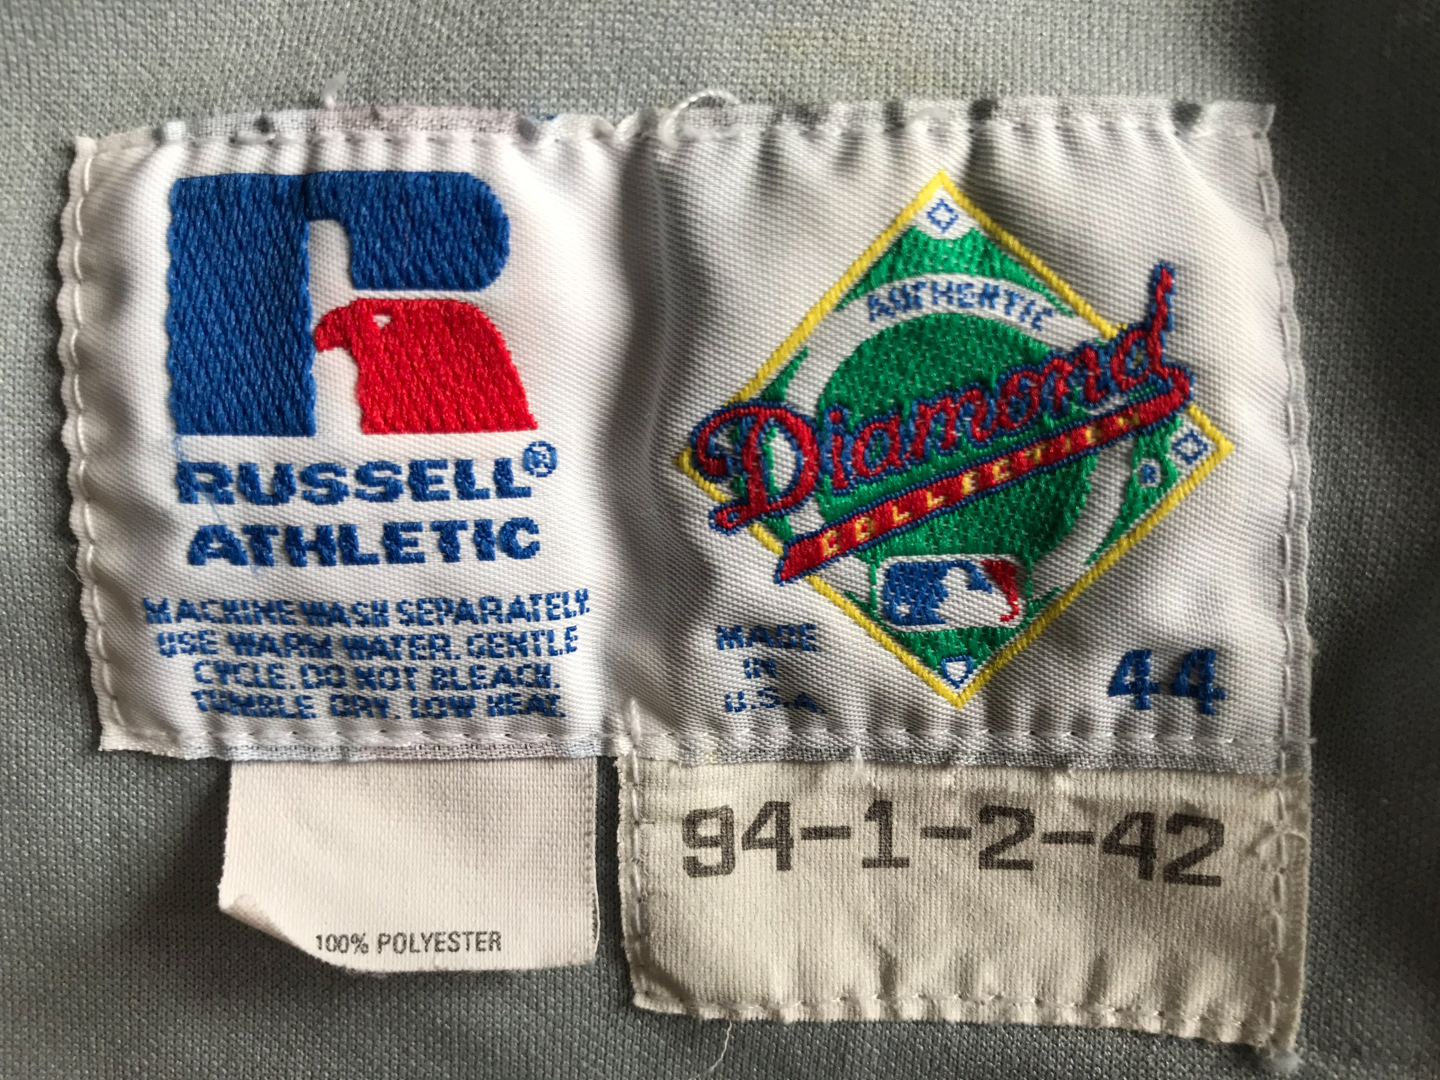 RUSSELL®
ATHLETIC
MACHINE WASH SEPARATELY.
USE WARM WATER. GENTLE
CYCLE. DO NOT BLEACH.
TUMBLE DRY. LOW HEAT.
100% POLYESTER
AUTHENTIC
Diamond
COLLECTION
MADE
IN
U.S.A.
44
94-1-2-42